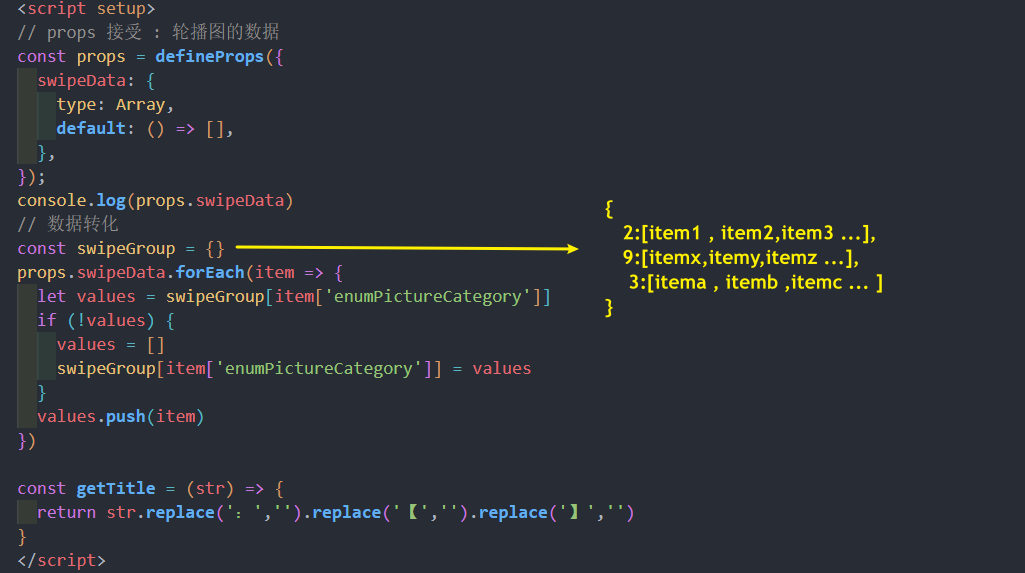 <script setup>
// props 接受 : 轮播图的数据
const props = defineProps({
  swipeData: {
    type: Array,
    default: () => [],
  },
});
console.log(props.swipeData)
// 数据转化
const swipeGroup = {}
props.swipeData.forEach(item => {
  let values = swipeGroup[item['enumPictureCategory']]
  if (!values) {
    values = []
    swipeGroup[item['enumPictureCategory']] = values
  }
  values.push(item)
})

const getTitle = (str) => {
  return str.replace('：','').replace('【','').replace('】','')
}
</script>
{
2:[item1 , item2,item3 ...],
9:[itemx,itemy,itemz ...],
3:[itema , itemb ,itemc ... ]
}